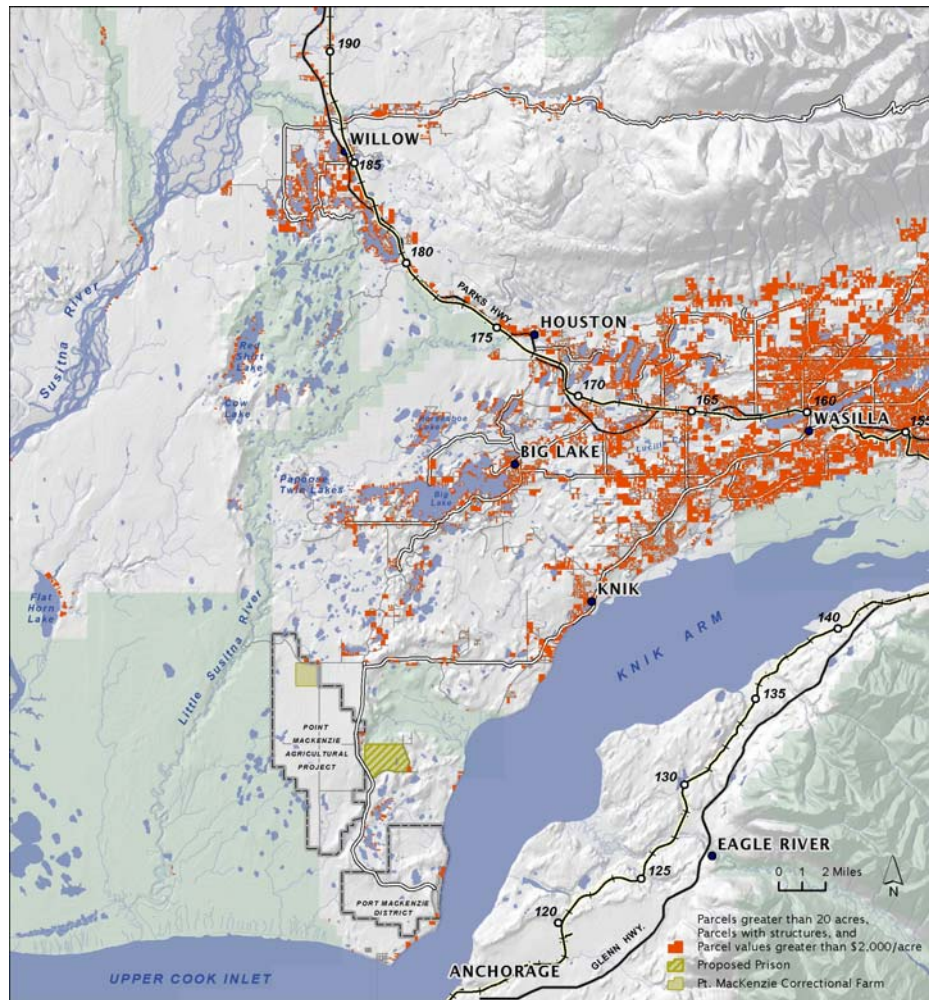 190
WILLOW
185
180
PARKS HWY.
175
HOUSTON
170
165
160
WASILLA
155
Susitna River
Red
Shirt
Lake
Cow
Lake
Horseshoe
BIG LAKE
Papoose
Twin Lakes
Big
Lake
Flat
Horn
Lake
Little Susitna River
KNIK
KNIK ARM
140
135
130
POINT
MACKENZIE
AGRICULTURAL
PROJECT
EAGLE RIVER
0 1 2 Miles
N
125
120
PORT MACKENZIE
DISTRICT
GLENN HWY.
ANCHORAGE
UPPER COOK INLET
Parcels greater than 20 acres,
Parcels with structures, and
Parcel values greater than $2,000/acre
Proposed Prison
Pt. MacKenzie Correctional Farm